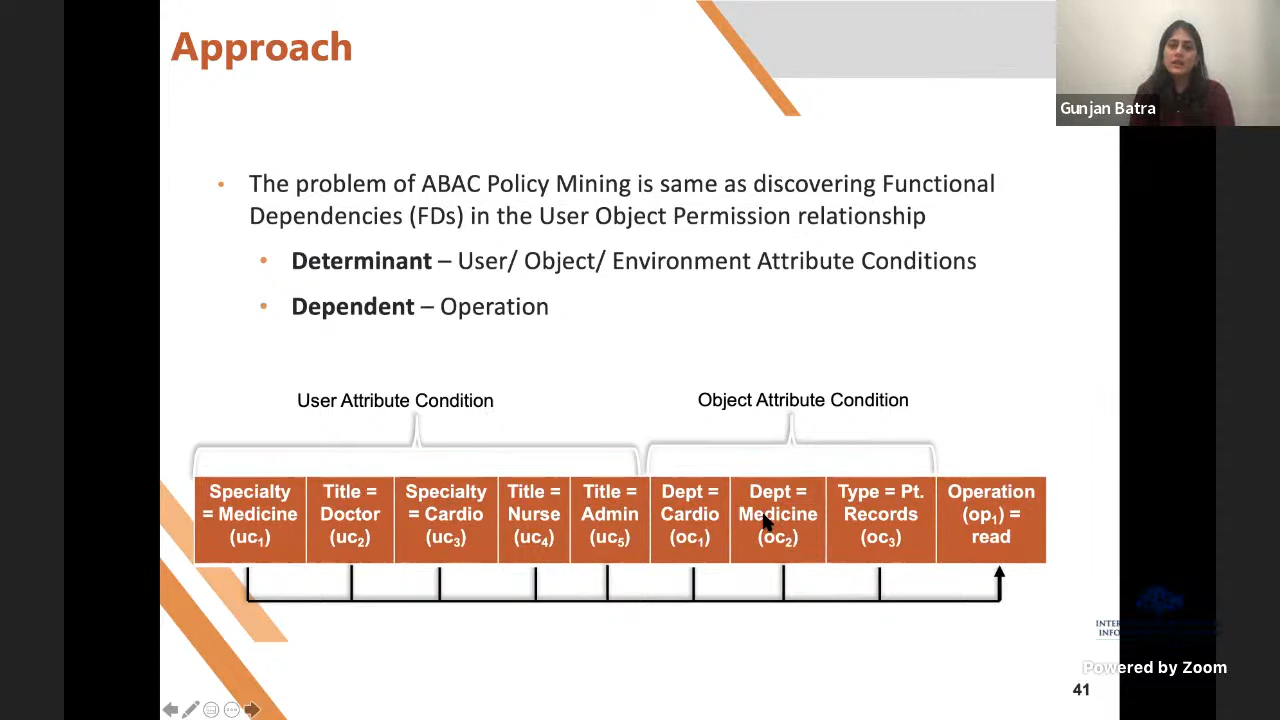 Approach
Gunjan Batra
• The problem of ABAC Policy Mining is same as discovering Functional
Dependencies (FDs) in the User Object Permission relationship
• Determinant – User/ Object/ Environment Attribute Conditions
• Dependent – Operation
User Attribute Condition
Object Attribute Condition
Specialty = Medicine (uc₁)
Title = Doctor (uc₂)
Specialty = Cardio (uc₃)
Title = Nurse (uc₄)
Title = Admin (uc₅)
Dept = Cardio (oc₁)
Dept = Medicine (oc₂)
Type = Pt. Records (oc₃)
Operation (op₁) = read
Powered by Zoom
41